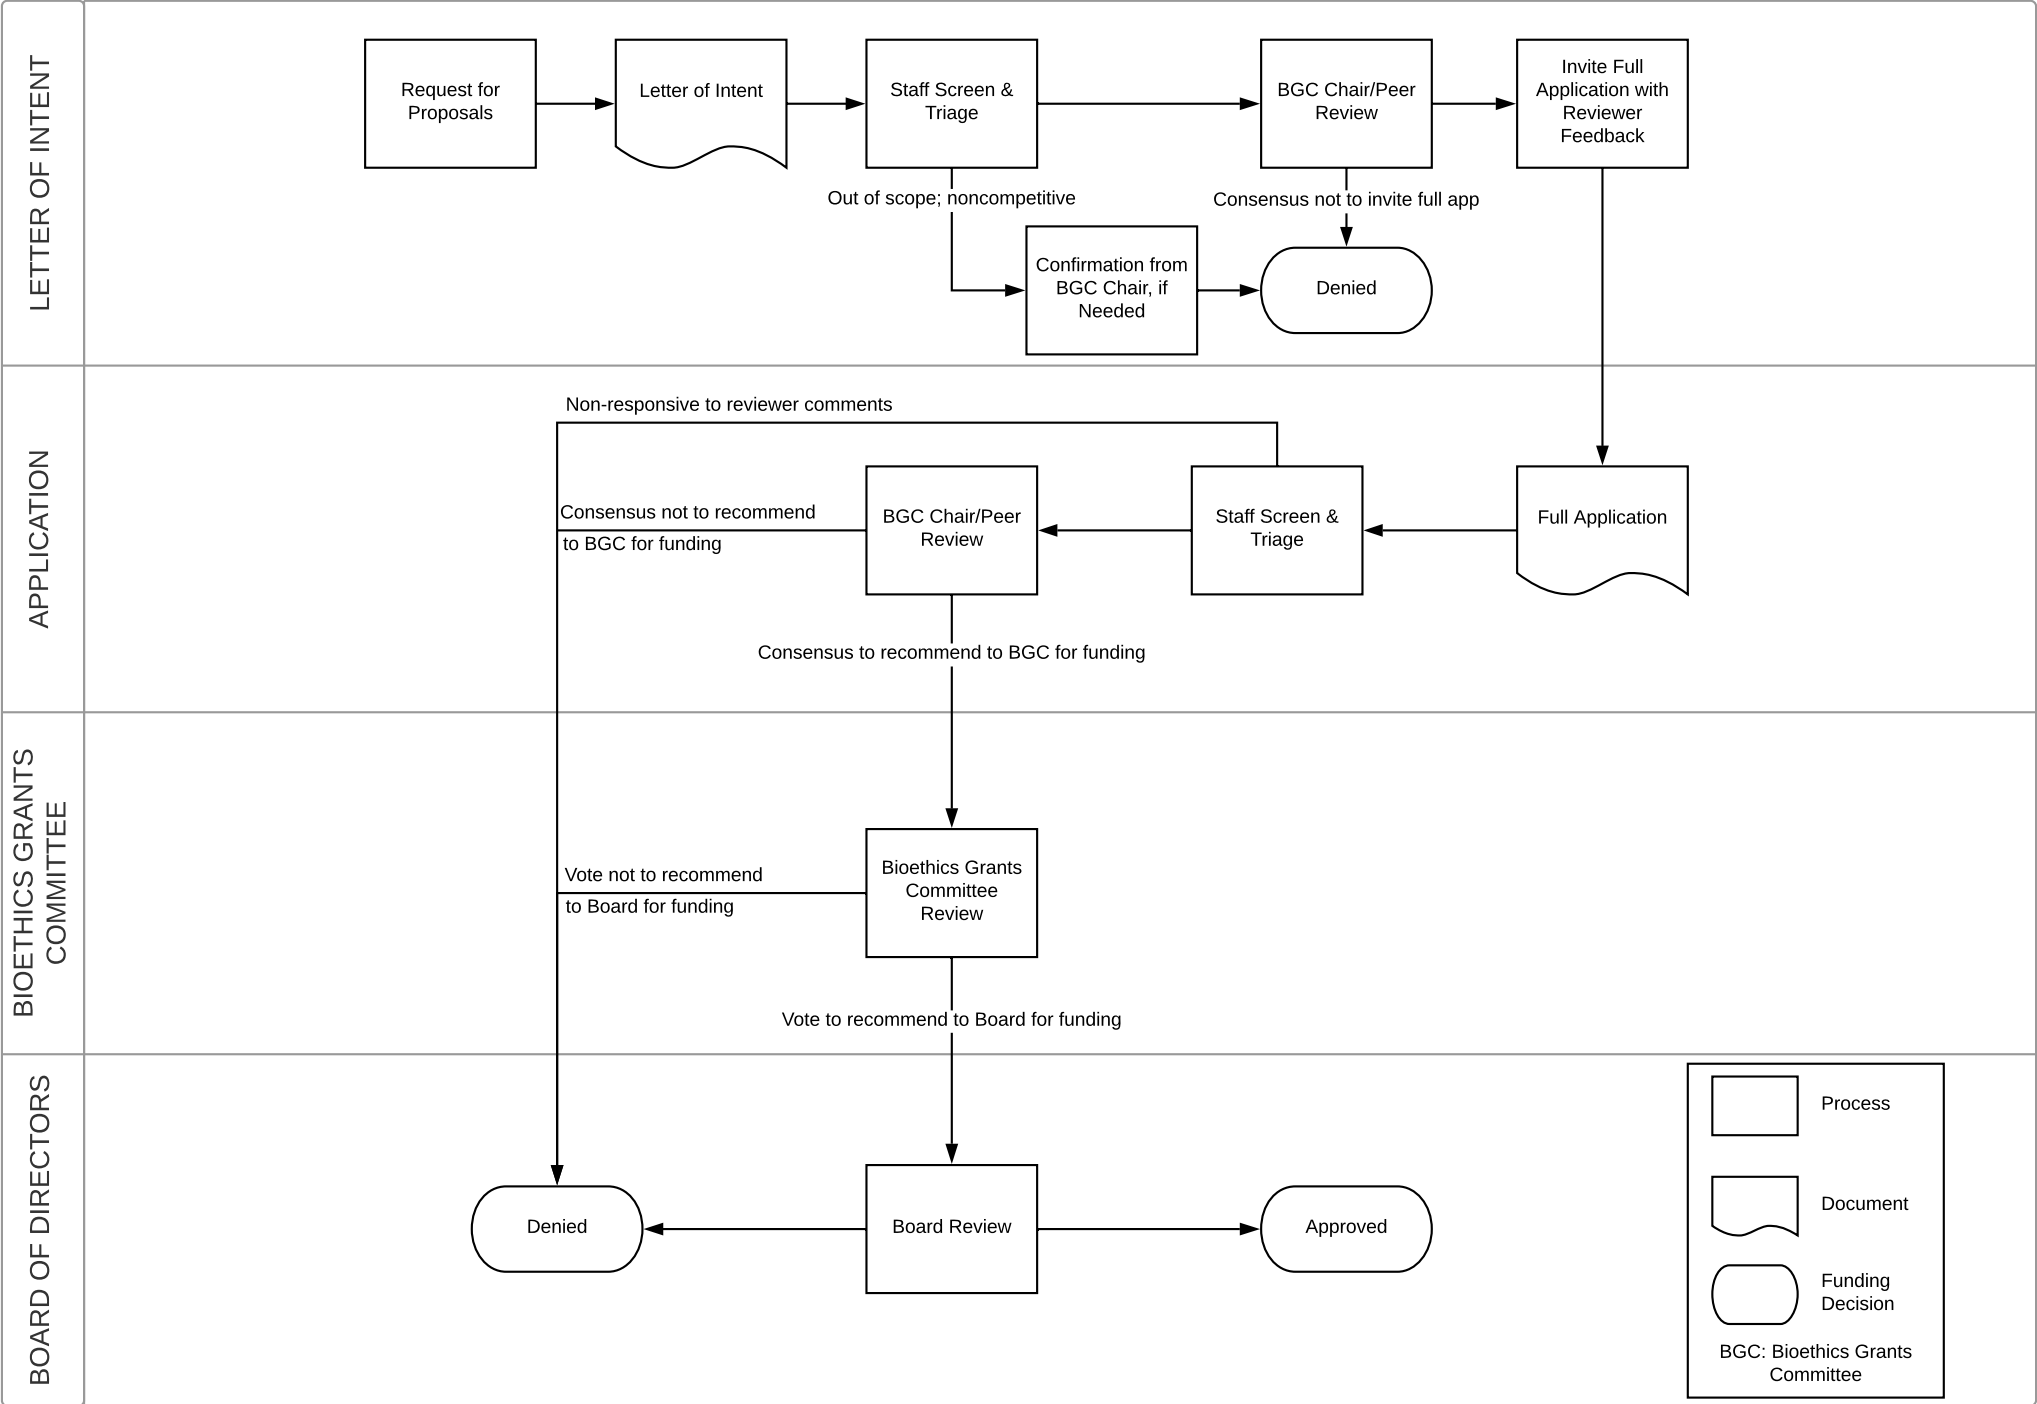 LETTER OF INTENT
Request for
Proposals
Letter of Intent
Staff Screen &
Triage
BGC Chair/Peer
Review
Invite Full
Application with
Reviewer
Feedback
Out of scope; noncompetitive
Consensus not to invite full app
Confirmation from
BGC Chair, if
Needed
Denied
APPLICATION
Non-responsive to reviewer comments
Consensus not to recommend
to BGC for funding
BGC Chair/Peer
Review
Staff Screen &
Triage
Full Application
Consensus to recommend to BGC for funding
BIOETHICS GRANTS
COMMITTEE
Vote not to recommend
to Board for funding
Bioethics Grants
Committee
Review
Vote to recommend to Board for funding
BOARD OF DIRECTORS
Denied
Board Review
Approved
Process
Document
Funding
Decision
BGC: Bioethics Grants
Committee